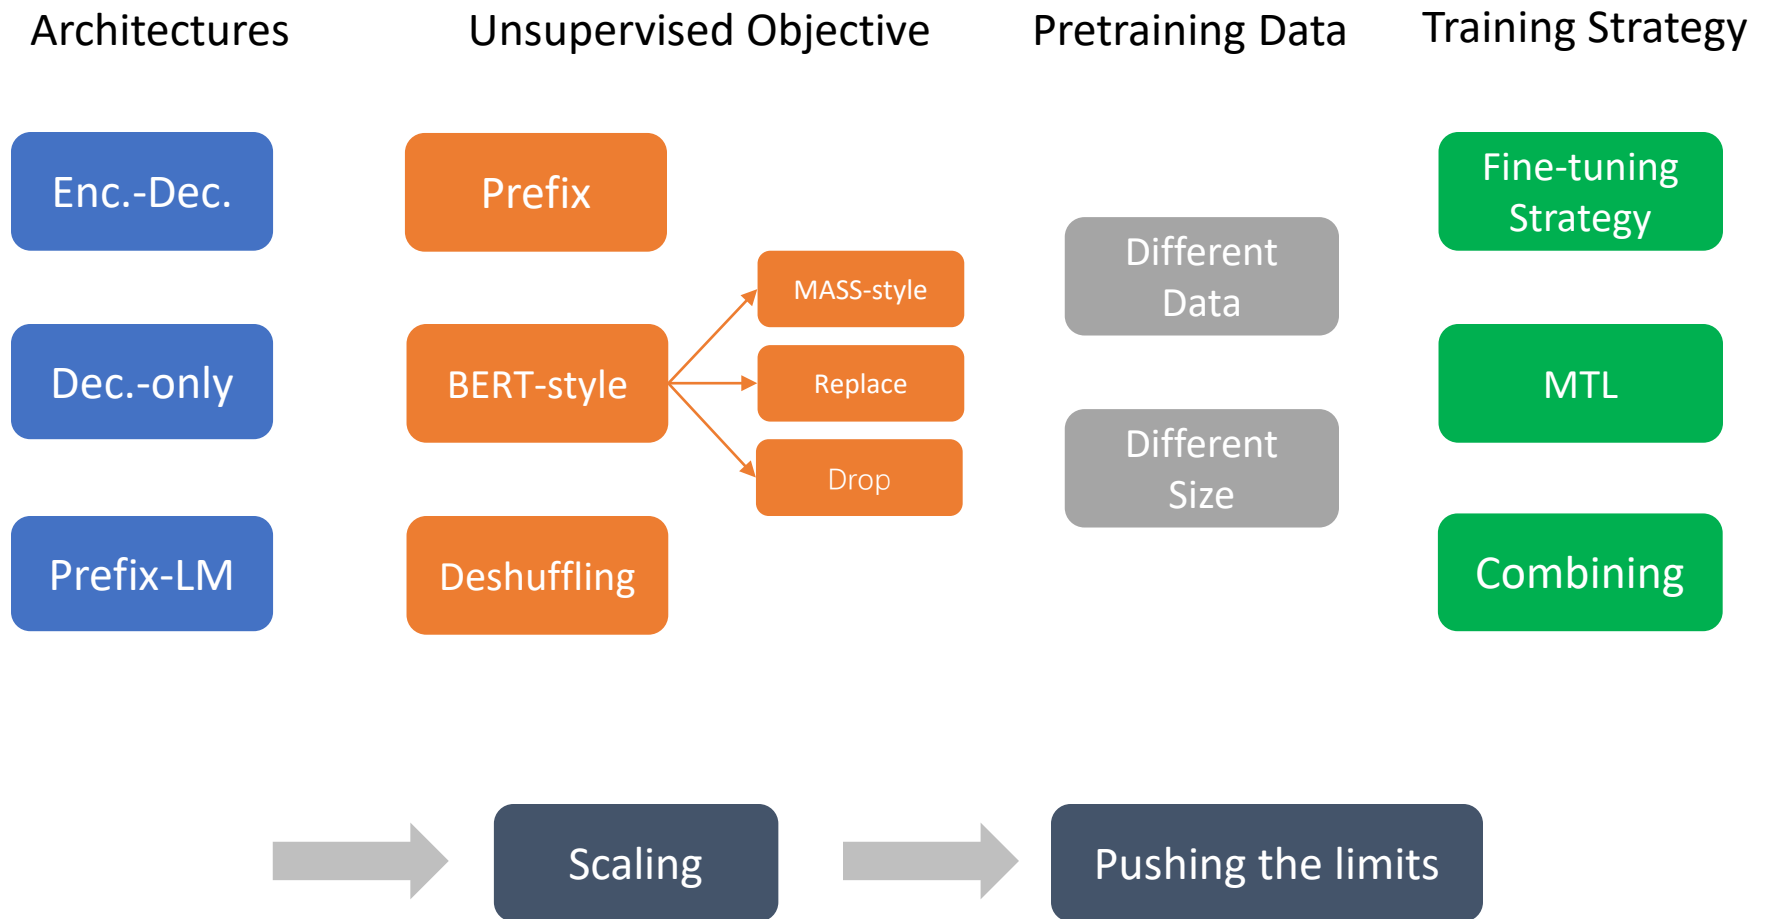 Architectures
Unsupervised Objective
Pretraining Data
Training Strategy
Enc.-Dec.
Dec.-only
Prefix-LM
Prefix
BERT-style
Deshuffling
MASS-style
Replace
Drop
Different
Data
Different
Size
Fine-tuning
Strategy
MTL
Combining
Scaling
Pushing the limits